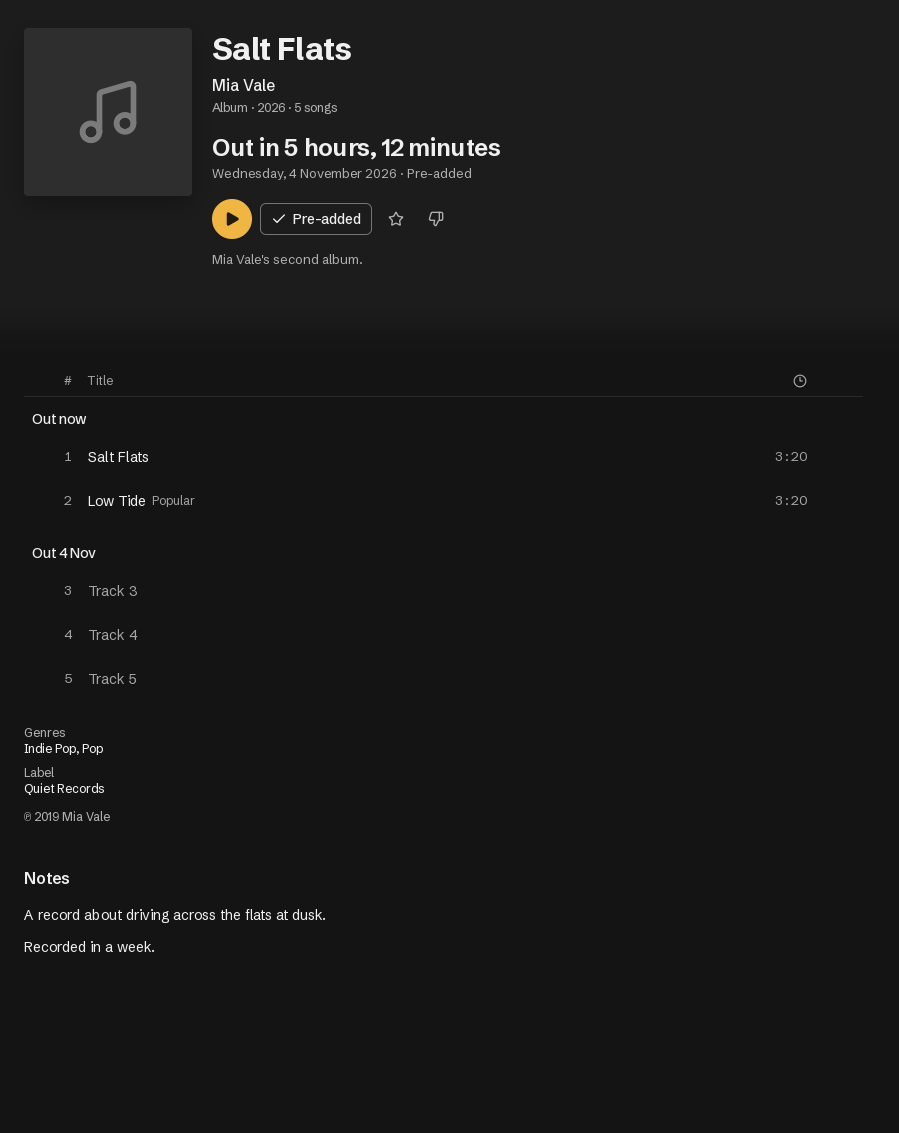 Salt Flats
Mia Vale
Album · 2026 · 5 songs
Out in 5 hours, 12 minutes
Wednesday, 4 November 2026 · Pre-added
Pre-added
Mia Vale's second album.
# Title
Out now
1 Salt Flats 3:20
2 Low Tide Popular 3:20
Out 4 Nov
3 Track 3
4 Track 4
5 Track 5
Genres
Indie Pop, Pop
Label
Quiet Records
℗ 2019 Mia Vale
Notes
A record about driving across the flats at dusk.
Recorded in a week.